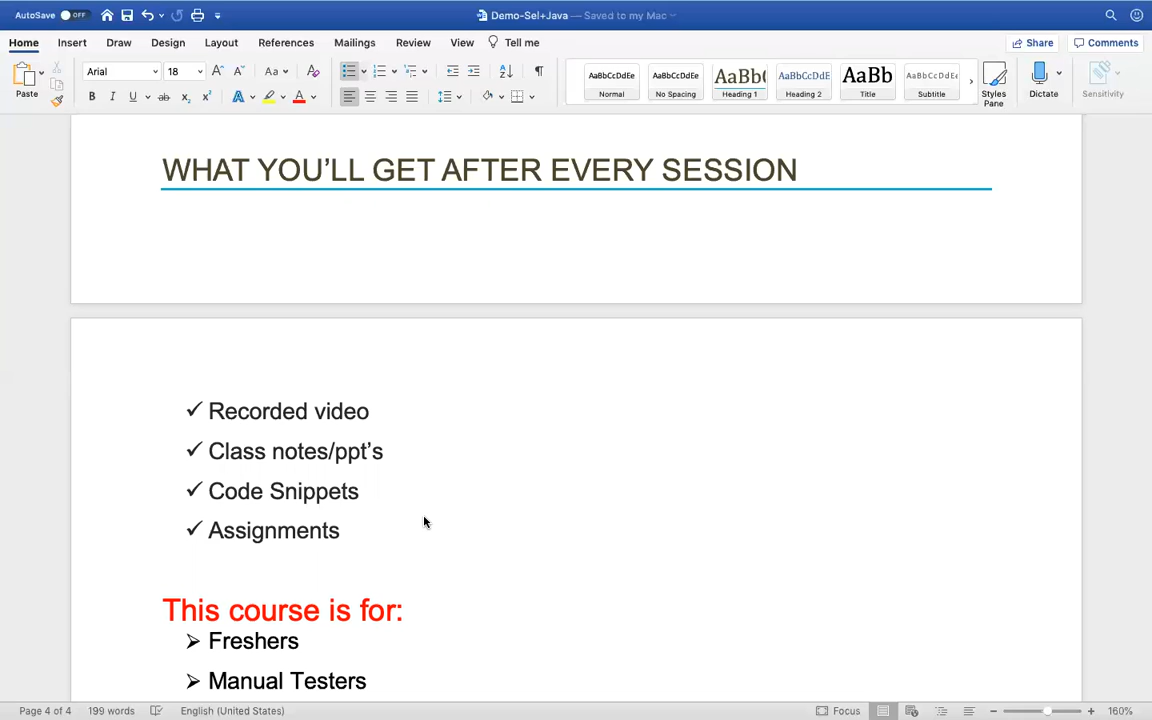 AutoSave OFF
Demo-Sel+Java — Saved to my Mac
Home Insert Draw Design Layout References Mailings Review View Tell me Share Comments
Paste
Arial 18 Aa
AaBbCcDdEe AaBbCcDdEe AaBb( AaBbCcDdE AaBb AaBbCcDdEe
Normal No Spacing Heading 1 Heading 2 Title Subtitle
Styles Pane
Dictate
Sensitivity
WHAT YOU’LL GET AFTER EVERY SESSION
✓ Recorded video
✓ Class notes/ppt’s
✓ Code Snippets
✓ Assignments
This course is for:
➢ Freshers
➢ Manual Testers
Page 4 of 4 199 words English (United States) Focus 160%